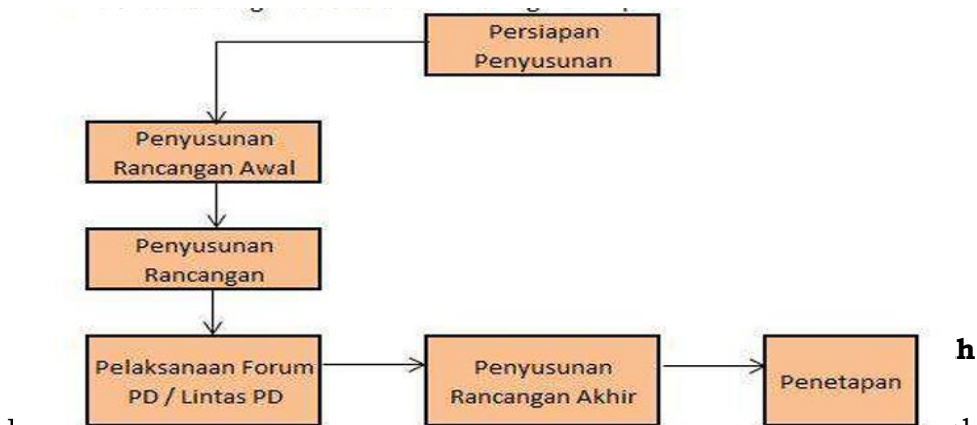 Persiapan
Penyusunan
Penyusunan
Rancangan Awal
Penyusunan
Rancangan
Pelaksanaan Forum
PD / Lintas PD
Penyusunan
Rancangan Akhir
Penetapan
h